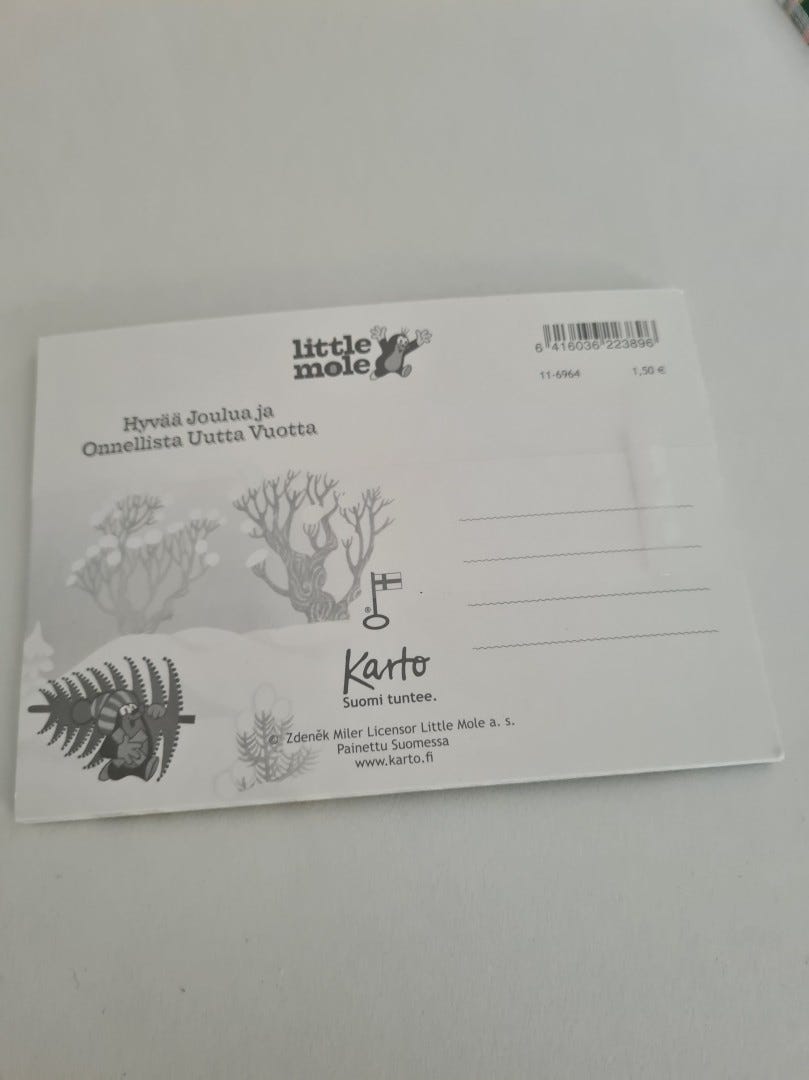 little
mole
6 416036 223896
11-6964 1,50 €
Hyvää Joulua ja
Onnellista Uutta Vuotta
®
Karto
Suomi tuntee.
© Zdeněk Miler Licensor Little Mole a. s.
Painettu Suomessa
www.karto.fi